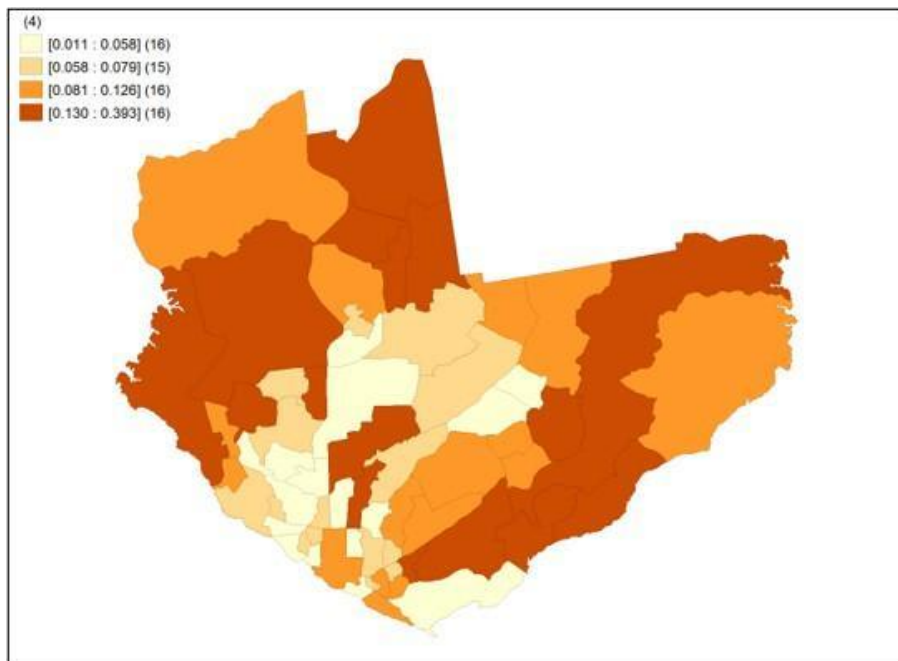 (4)
[0.011 : 0.058] (16)
[0.058 : 0.079] (15)
[0.081 : 0.126] (16)
[0.130 : 0.393] (16)